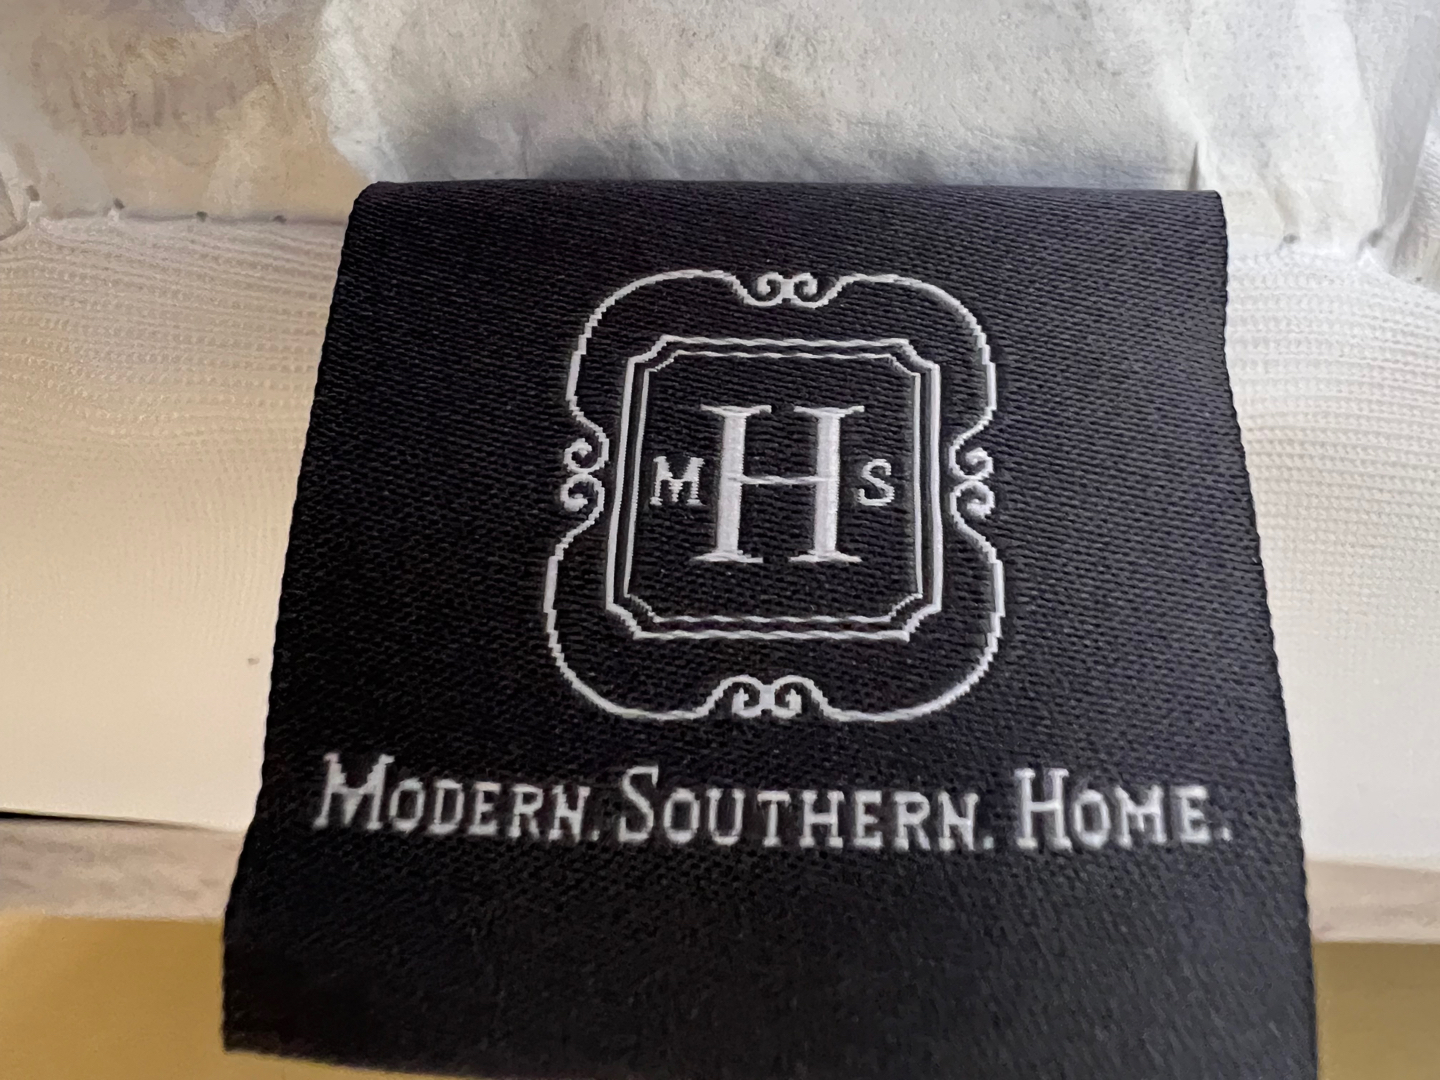 M H S
MODERN. SOUTHERN. HOME.